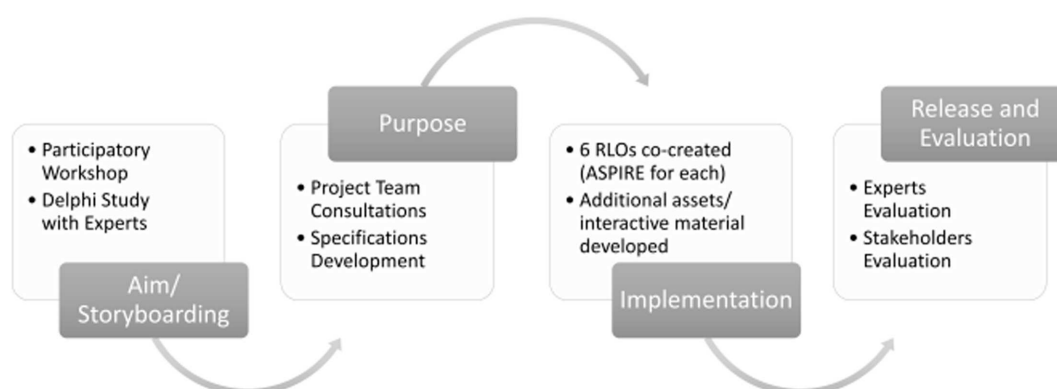 • Participatory
Workshop
• Delphi Study
with Experts
Aim/
Storyboarding
Purpose
• Project Team
Consultations
• Specifications
Development
• 6 RLOs co-created
(ASPIRE for each)
• Additional assets/
interactive material
developed
Implementation
Release and
Evaluation
• Experts
Evaluation
• Stakeholders
Evaluation